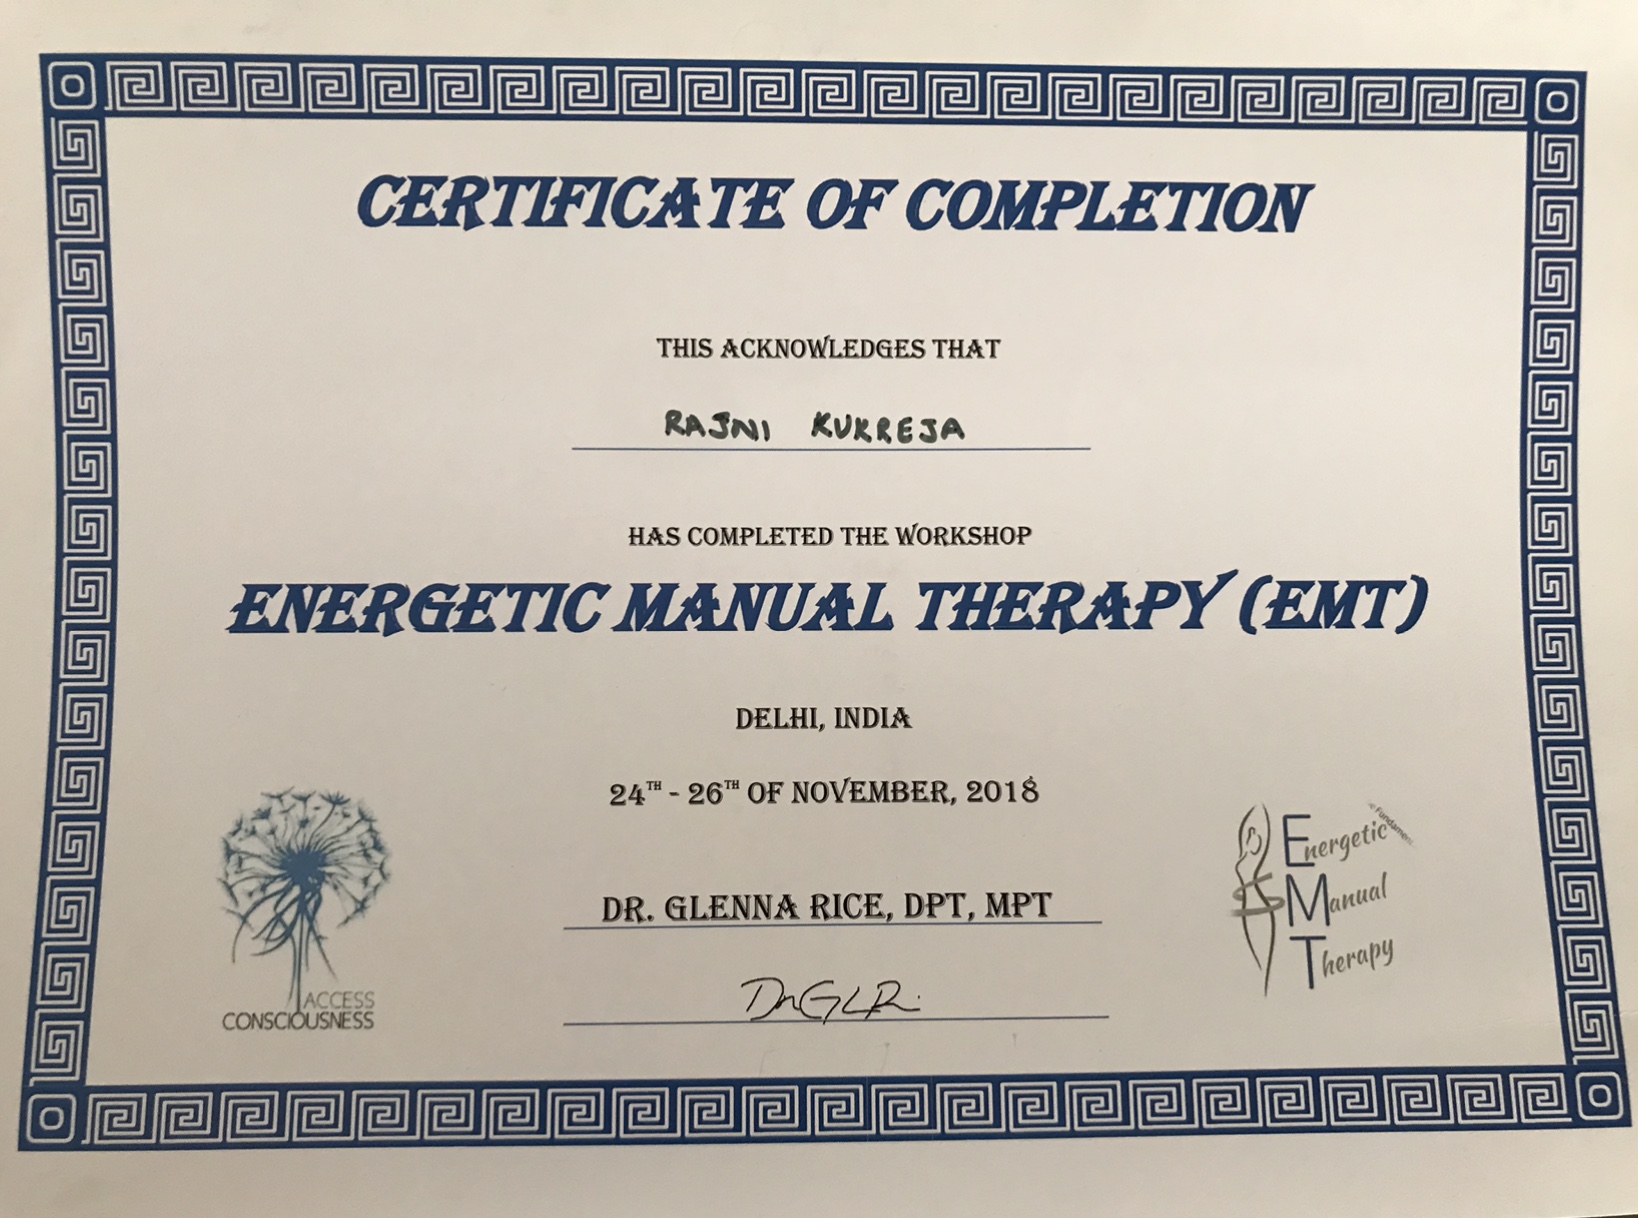 CERTIFICATE OF COMPLETION
THIS ACKNOWLEDGES THAT
RAJNI KUKREJA
HAS COMPLETED THE WORKSHOP
ENERGETIC MANUAL THERAPY (EMT)
DELHI, INDIA
24TH - 26TH OF NOVEMBER, 2018
DR. GLENNA RICE, DPT, MPT
ACCESS
CONSCIOUSNESS
Energetic
Manual
Therapy